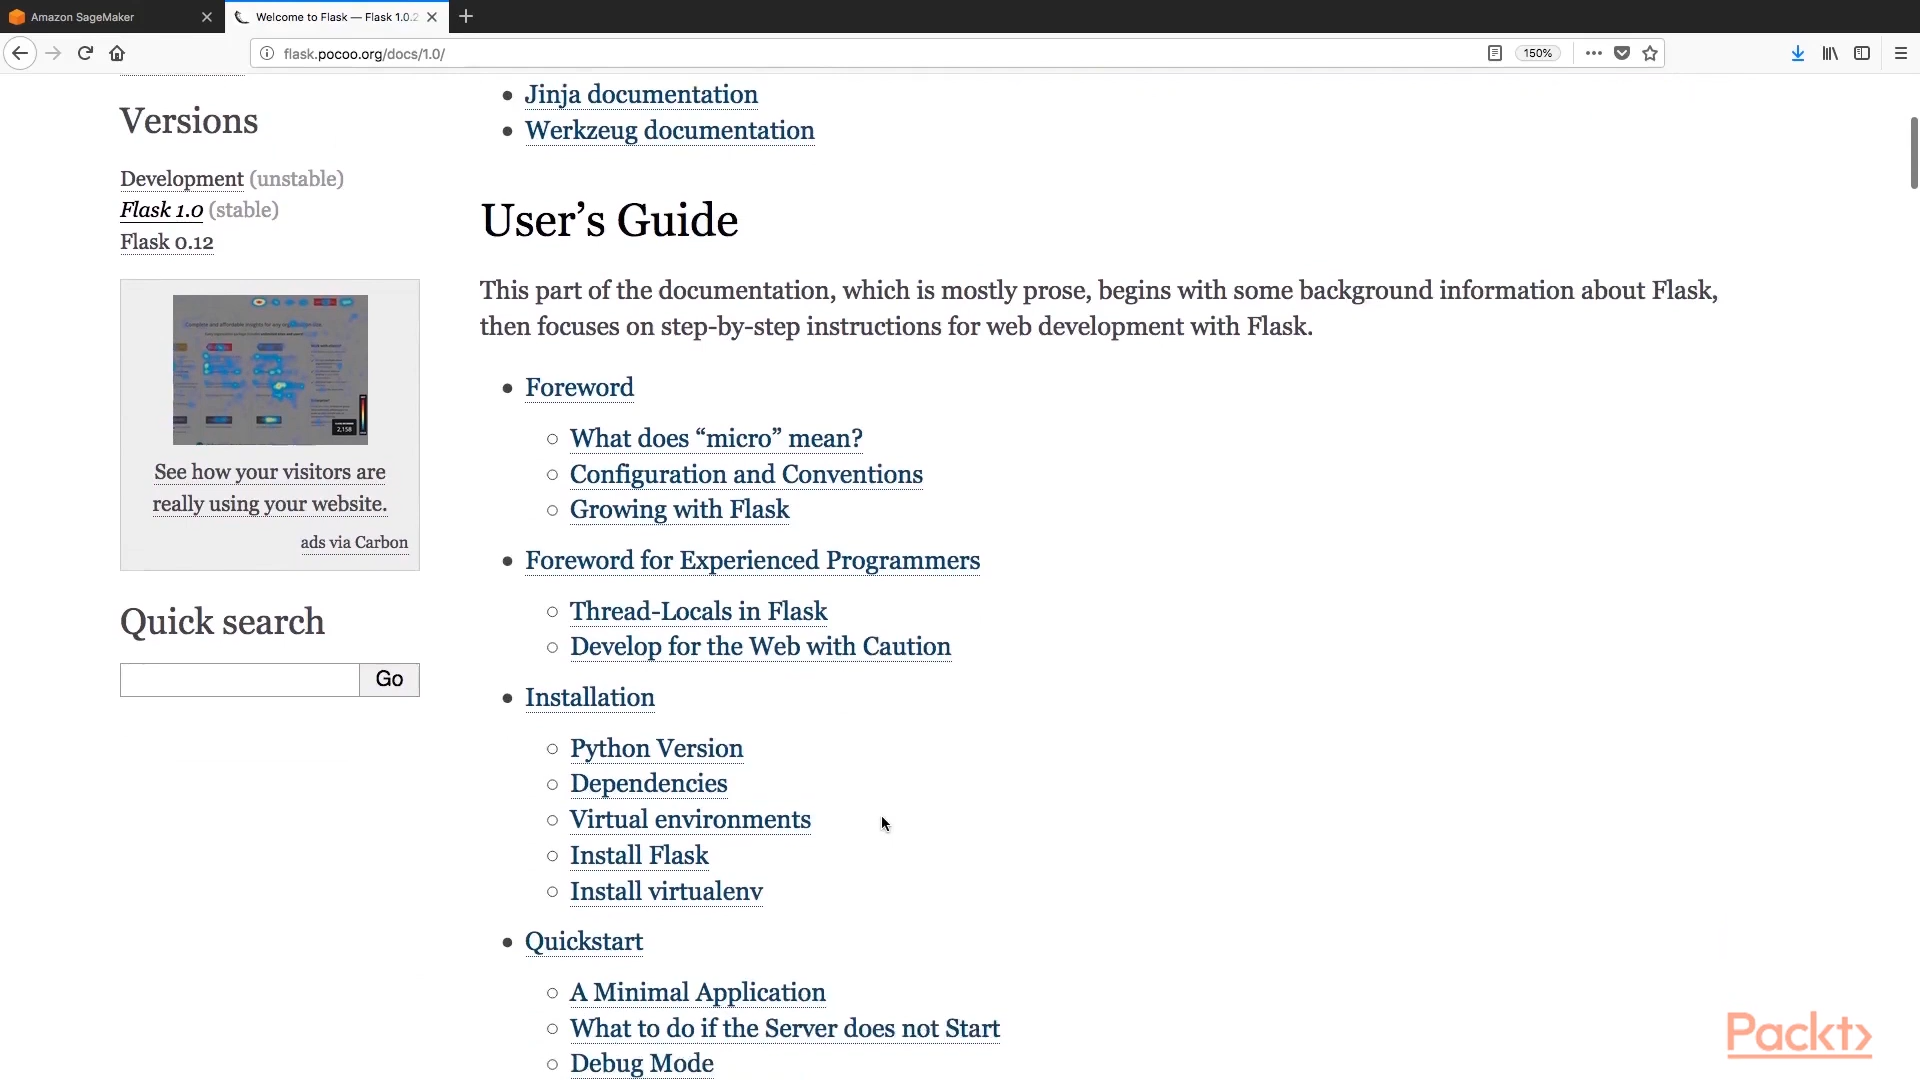 Amazon SageMaker
Welcome to Flask — Flask 1.0.2
flask.pocoo.org/docs/1.0/
150%
Versions
Development (unstable)
Flask 1.0 (stable)
Flask 0.12
2,158
See how your visitors are
really using your website.
ads via Carbon
Quick search
Go
Jinja documentation
Werkzeug documentation
User’s Guide
This part of the documentation, which is mostly prose, begins with some background information about Flask,
then focuses on step-by-step instructions for web development with Flask.
Foreword
What does “micro” mean?
Configuration and Conventions
Growing with Flask
Foreword for Experienced Programmers
Thread-Locals in Flask
Develop for the Web with Caution
Installation
Python Version
Dependencies
Virtual environments
Install Flask
Install virtualenv
Quickstart
A Minimal Application
What to do if the Server does not Start
Debug Mode
Packt>